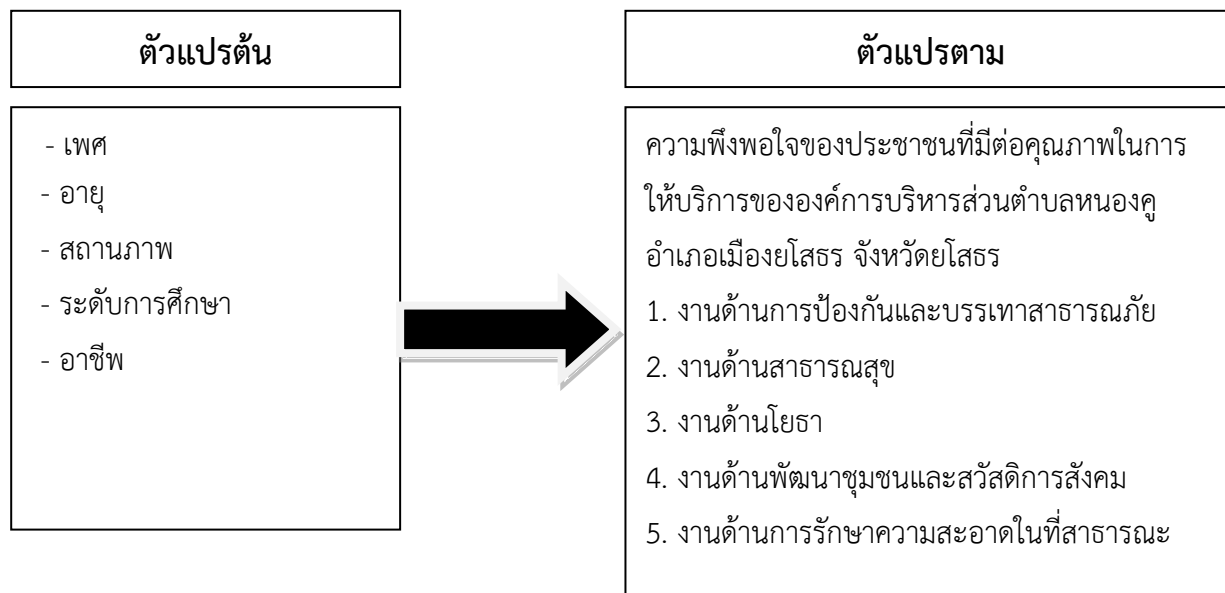 ตัวแปรต้น
- เพศ
- อายุ
- สถานภาพ
- ระดับการศึกษา
- อาชีพ
ตัวแปรตาม
ความพึงพอใจของประชาชนที่มีต่อคุณภาพในการ
ให้บริการขององค์การบริหารส่วนตำบลหนองคู
อำเภอเมืองยโสธร จังหวัดยโสธร
1. งานด้านการป้องกันและบรรเทาสาธารณภัย
2. งานด้านสาธารณสุข
3. งานด้านโยธา
4. งานด้านพัฒนาชุมชนและสวัสดิการสังคม
5. งานด้านการรักษาความสะอาดในที่สาธารณะ